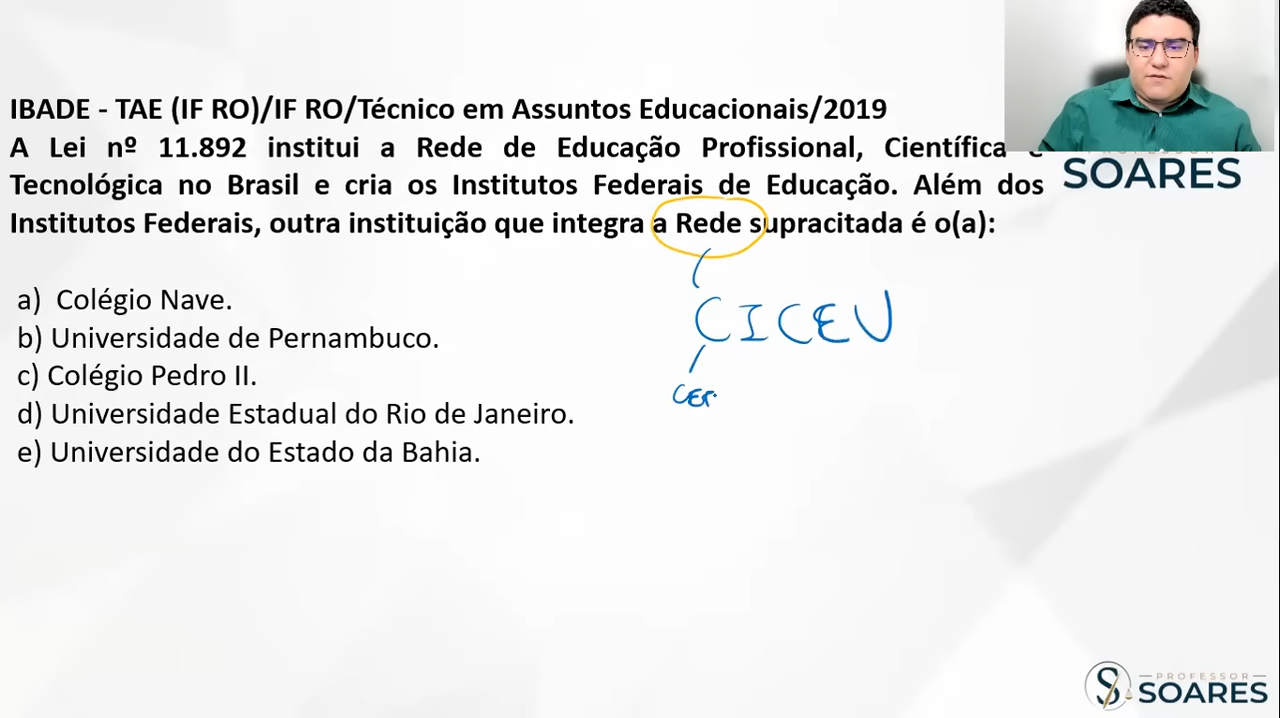 IBADE - TAE (IF RO)/IF RO/Técnico em Assuntos Educacionais/2019
A Lei nº 11.892 institui a Rede de Educação Profissional, Científica e
Tecnológica no Brasil e cria os Institutos Federais de Educação. Além dos
Institutos Federais, outra instituição que integra a Rede supracitada é o(a):
a) Colégio Nave.
b) Universidade de Pernambuco.
c) Colégio Pedro II.
d) Universidade Estadual do Rio de Janeiro.
e) Universidade do Estado da Bahia.
CICEU
SOARES
PROFESSOR
SOARES